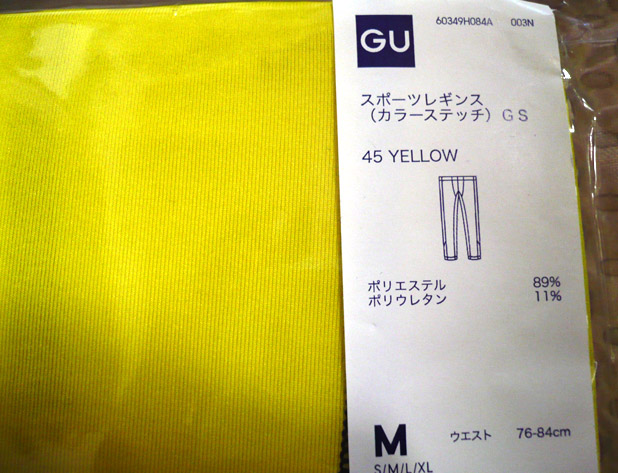 GU
60349H084A 003N
スポーツレギンス
（カラーステッチ）ＧＳ
45 YELLOW
ポリエステル 89%
ポリウレタン 11%
M ウエスト 76-84cm
S/M/L/XL